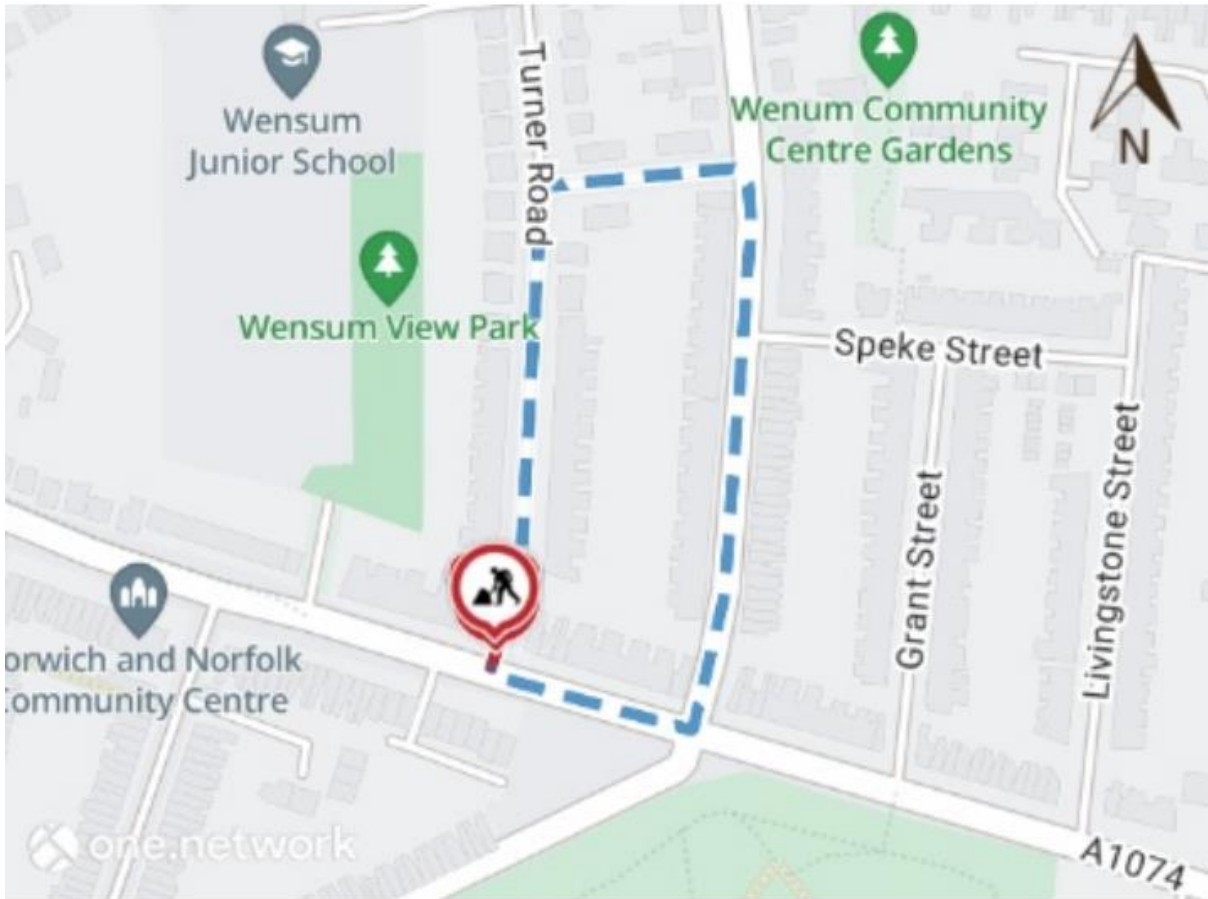 Wensum
Junior School
Turner Road
Wenum Community
Centre Gardens
N
Wensum View Park
Speke Street
Grant Street
Livingstone Street
orwich and Norfolk
ommunity Centre
one.network
A1074